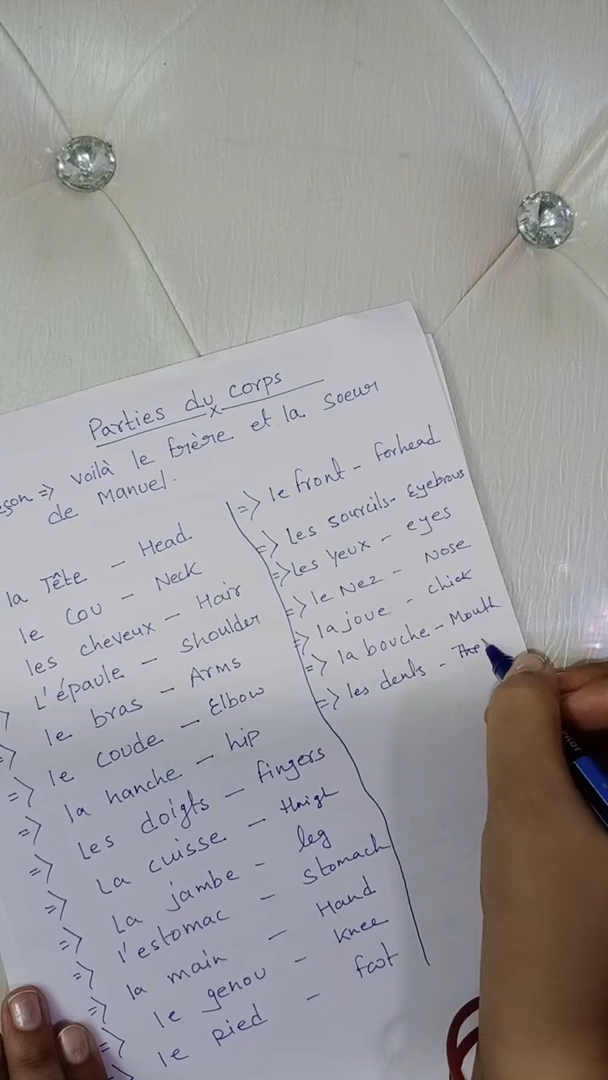 Parties du corps
x
eçon => Voilà le frère et la soeur
de Manuel.
la Tête - Head
le Cou - Neck
les cheveux - Hair
L'épaule - shoulder
=> le bras - Arms
=> le coude - Elbow
=> la hanche - hip
=> Les doigts - fingers
=> La cuisse - thigh
=> La jambe - leg
=> l'estomac - stomach
=> la main - Hand
=> le genou - knee
=> le pied - foot
=> le front - forhead
=> Les sourcils - Eyebrows
=> Les Yeux - eyes
=> le Nez - Nose
=> la joue - chick
=> la bouche - Mouth
=> les dents - The
PILOT